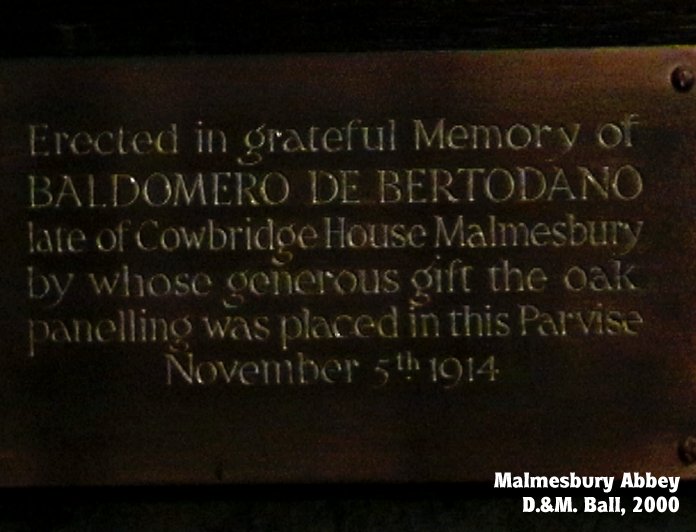 Erected in grateful Memory of
BALDOMERO DE BERTODANO
late of Cowbridge House Malmesbury
by whose generous gift the oak
panelling was placed in this Parvise
November 5th 1914
Malmesbury Abbey
D.&M. Ball, 2000